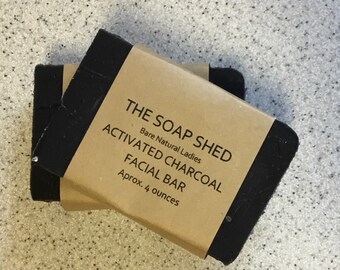 THE SOAP SHED
Bare Natural Ladies
ACTIVATED CHARCOAL
FACIAL BAR
Aprox. 4 ounces